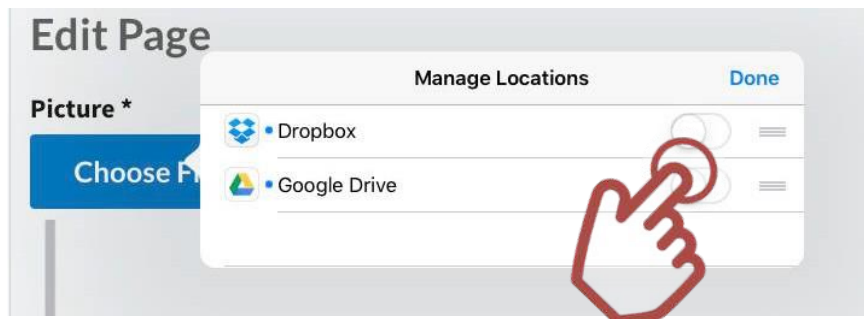 Edit Page
Manage Locations Done
Picture *
Dropbox
Choose
Google Drive